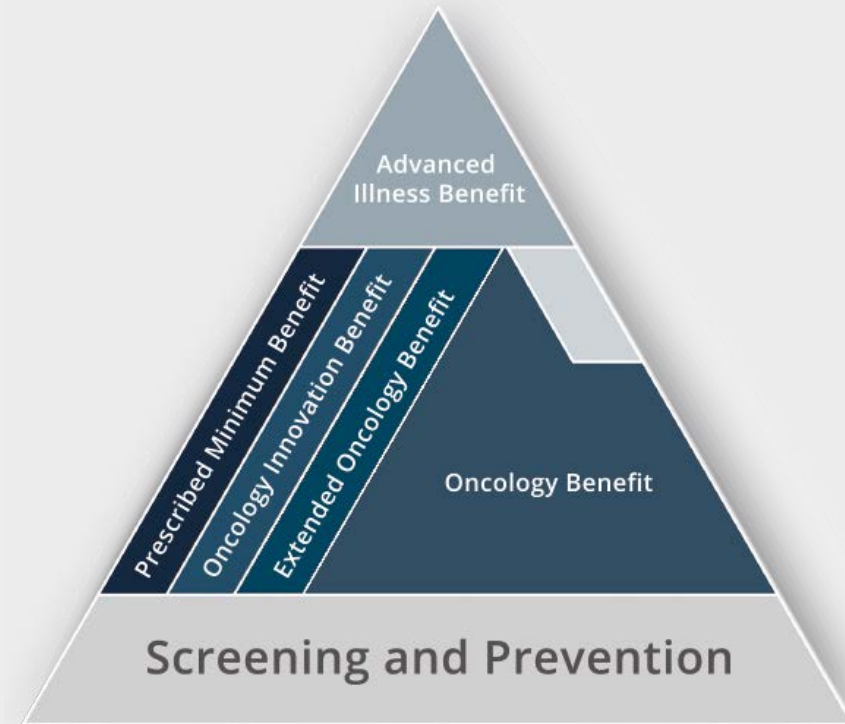 Advanced
Illness Benefit
Prescribed Minimum Benefit
Oncology Innovation Benefit
Extended Oncology Benefit
Oncology Benefit
Screening and Prevention